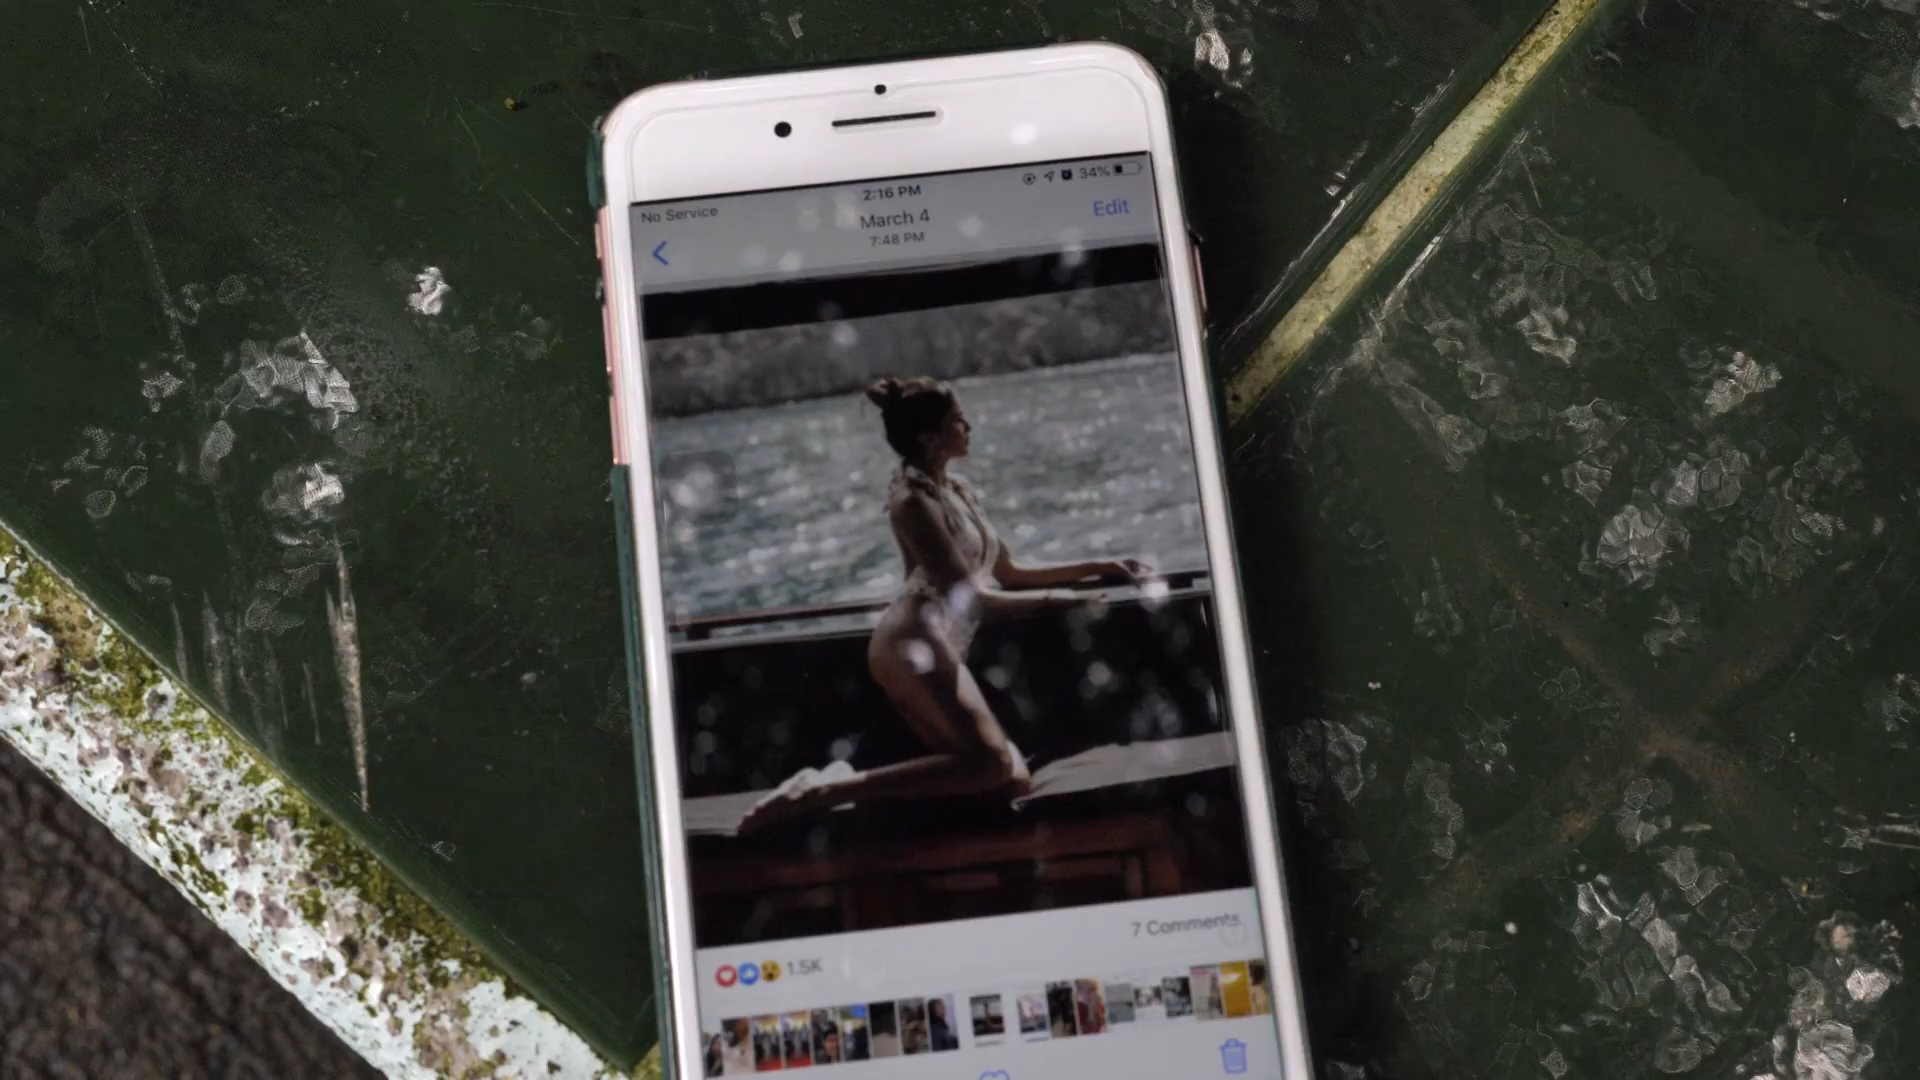 2:16 PM
34%
No Service
March 4
Edit
7:48 PM
7 Comments
1.5K